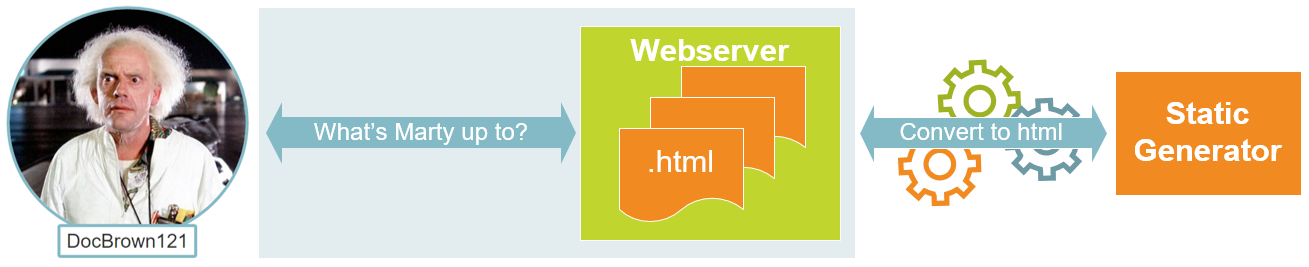 DocBrown121
What's Marty up to?
Webserver
.html
Convert to html
Static
Generator